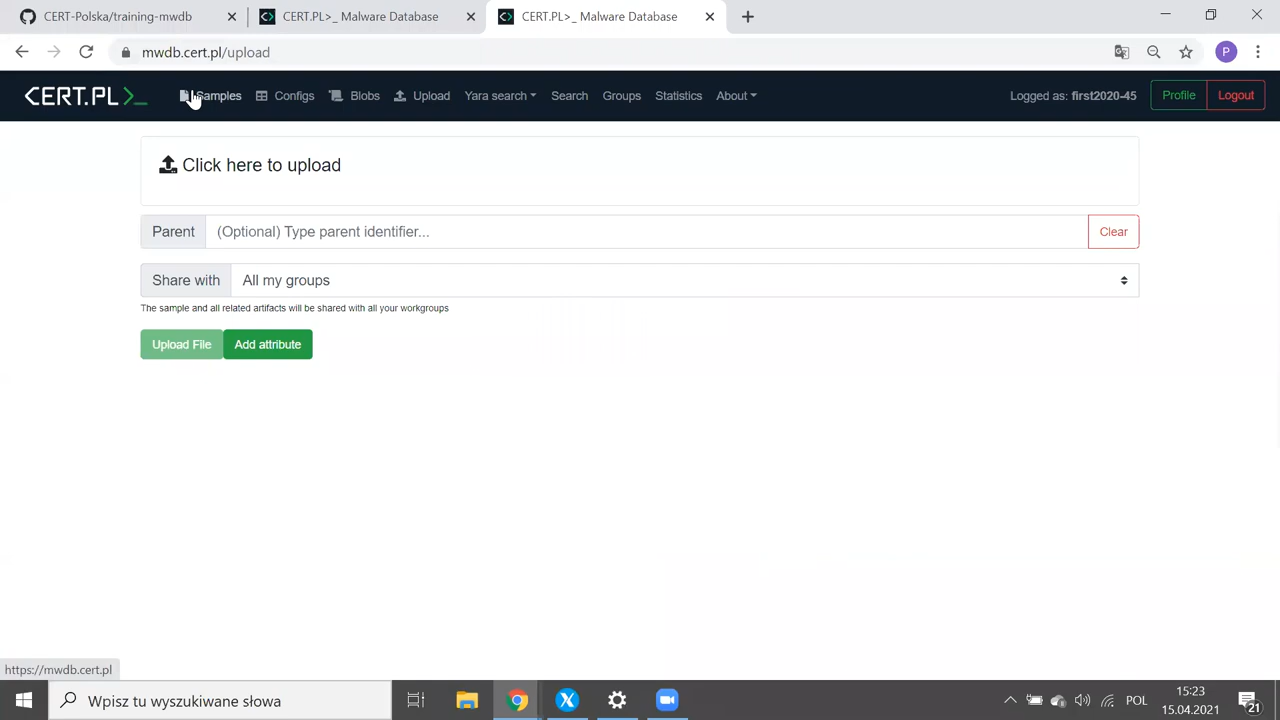 CERT-Polska/training-mwdb
CERT.PL>_ Malware Database
CERT.PL>_ Malware Database
mwdb.cert.pl/upload
P
CERT.PL>_
Samples
Configs
Blobs
Upload
Yara search
Search
Groups
Statistics
About
Logged as: first2020-45
Profile
Logout
Click here to upload
Parent
(Optional) Type parent identifier...
Clear
Share with
All my groups
The sample and all related artifacts will be shared with all your workgroups
Upload File
Add attribute
https://mwdb.cert.pl
Wpisz tu wyszukiwane słowa
POL
15:23
15.04.2021
21